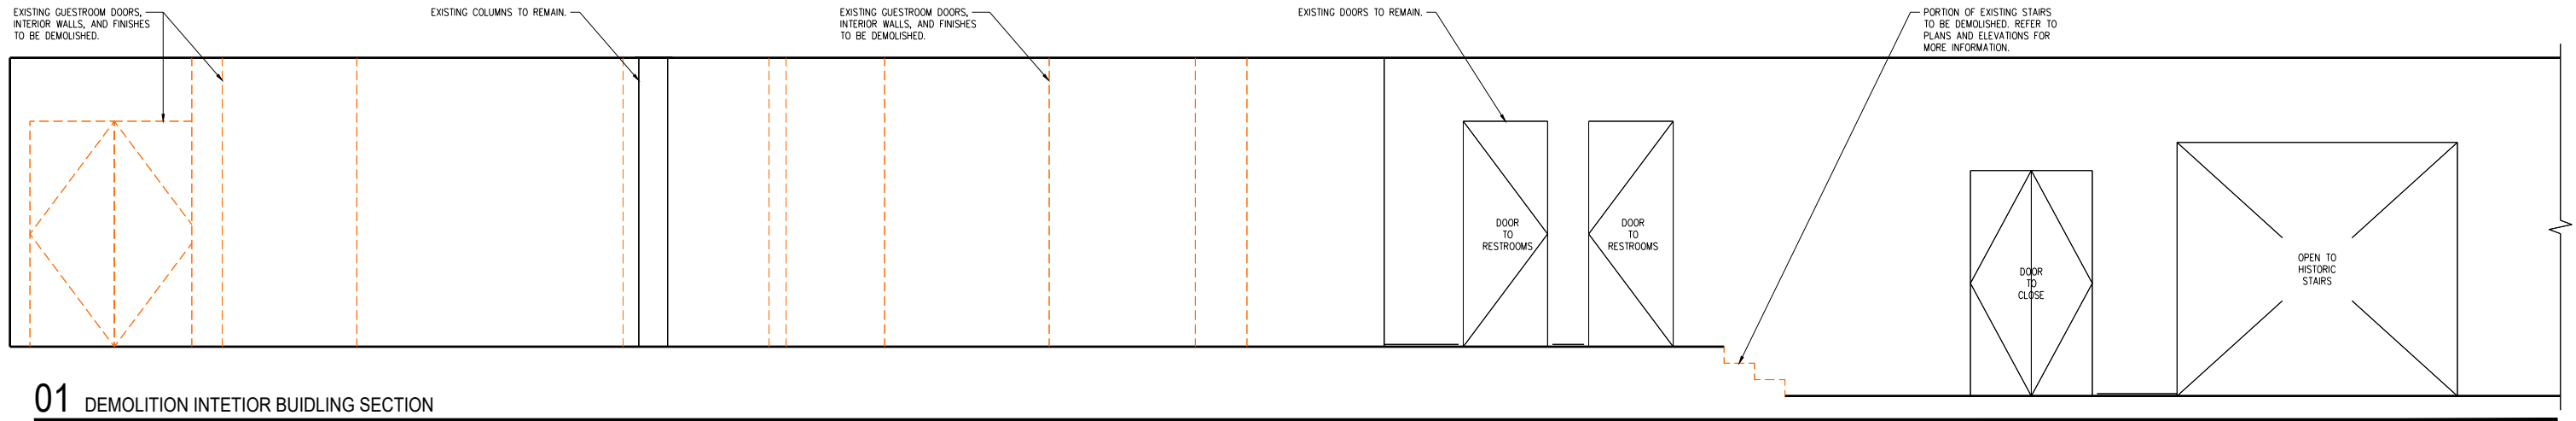 EXISTING GUESTROOM DOORS,
INTERIOR WALLS, AND FINISHES
TO BE DEMOLISHED.
EXISTING COLUMNS TO REMAIN.
EXISTING GUESTROOM DOORS,
INTERIOR WALLS, AND FINISHES
TO BE DEMOLISHED.
EXISTING DOORS TO REMAIN.
PORTION OF EXISTING STAIRS
TO BE DEMOLISHED. REFER TO
PLANS AND ELEVATIONS FOR
MORE INFORMATION.
DOOR
TO
RESTROOMS
DOOR
TO
RESTROOMS
DOOR
TO
CLOSE
OPEN TO
HISTORIC
STAIRS
01 DEMOLITION INTETIOR BUIDLING SECTION